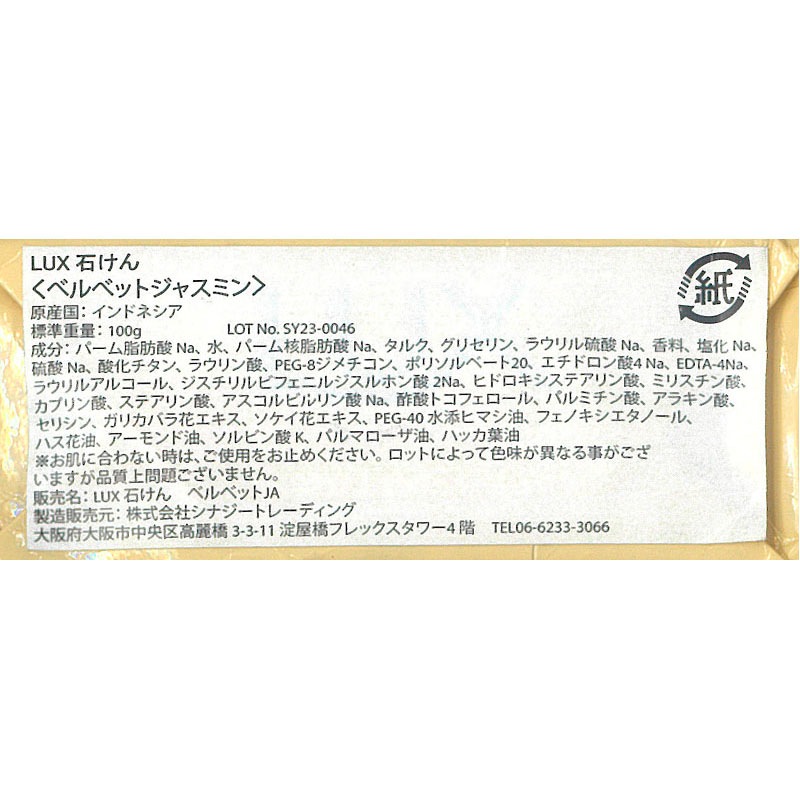 LUX 石けん
<ベルベットジャスミン>
紙
原産国：インドネシア
標準重量：100g LOT No. SY23-0046
成分：パーム脂肪酸 Na、水、パーム核脂肪酸 Na、タルク、グリセリン、ラウリル硫酸 Na、香料、塩化 Na、
硫酸 Na、酸化チタン、ラウリン酸、PEG-8ジメチコン、ポリソルベート20、エチドロン酸4 Na、EDTA-4Na、
ラウリルアルコール、ジスチリルビフェニルジスルホン酸 2Na、ヒドロキシステアリン酸、ミリスチン酸、
カプリン酸、ステアリン酸、アスコルビルリン酸 Na、酢酸トコフェロール、パルミチン酸、アラキン酸、
セリシン、ガリカバラ花エキス、ソケイ花エキス、PEG-40 水添ヒマシ油、フェノキシエタノール、
ハス花油、アーモンド油、ソルビン酸 K、パルマローザ油、ハッカ葉油
※お肌に合わない時は、ご使用をお止めください。ロットによって色味が異なる事がござ
いますが品質上問題ございません。
販売名：LUX 石けん ベルベットJA
製造販売元：株式会社シナジートレーディング
大阪府大阪市中央区高麗橋 3-3-11 淀屋橋フレックスタワー4 階 TEL06-6233-3066